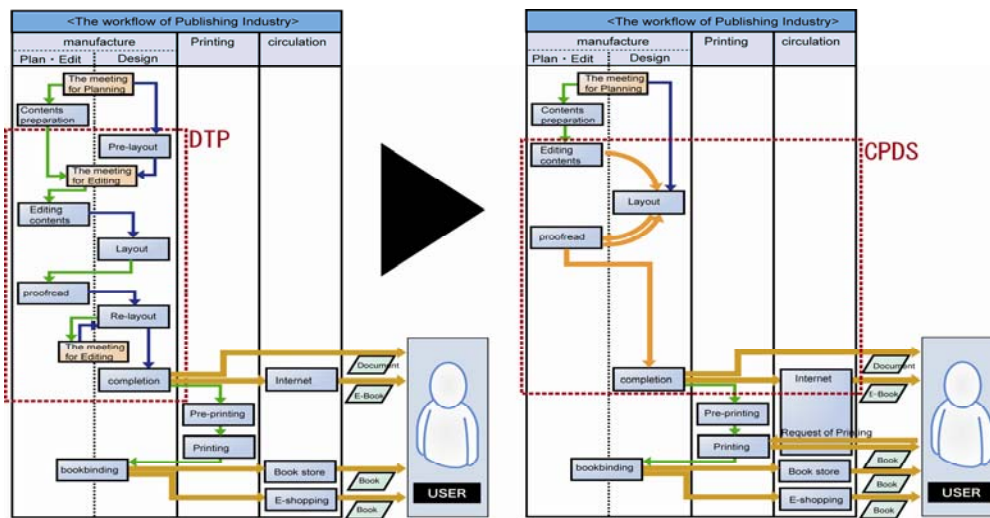 <The workflow of Publishing Industry>
manufacture
Printing
circulation
Plan・Edit
Design
The meeting
for Planning
Contents
preparation
DTP
Pre-layout
The meeting
for Editing
Editing
contents
Layout
proofread
Re-layout
The meeting
for Editing
completion
Internet
Document
E-Book
Pre-printing
Printing
bookbinding
Book store
Book
E-shopping
Book
USER
<The workflow of Publishing Industry>
manufacture
Printing
circulation
Plan・Edit
Design
The meeting
for Planning
Contents
preparation
CPDS
Editing
contents
Layout
proofread
completion
Internet
Document
E-Book
Pre-printing
Request of Printing
Printing
Book
bookbinding
Book store
Book
E-shopping
Book
USER